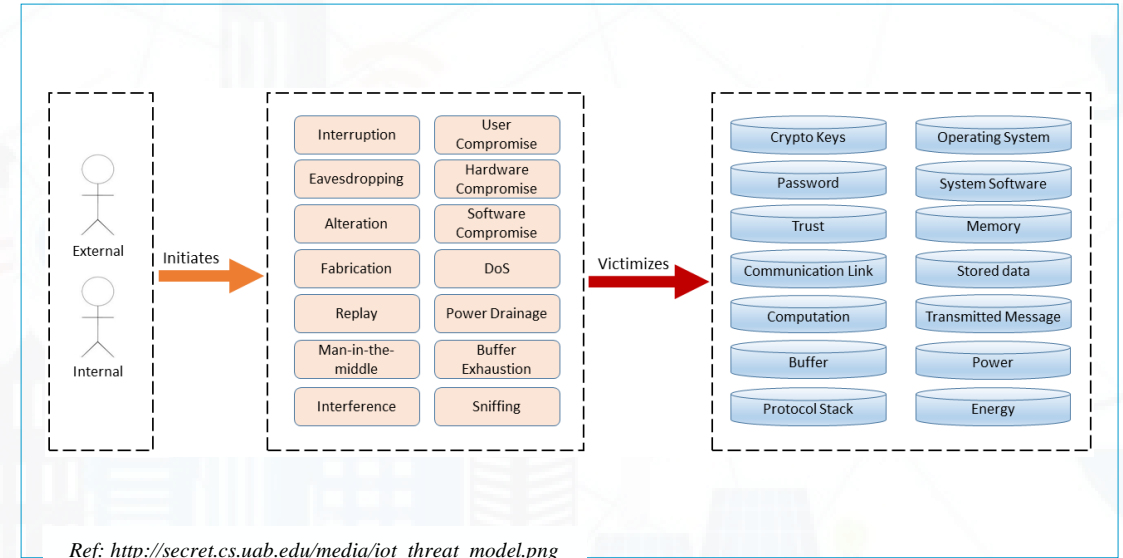 External
Internal
Initiates
Interruption
User
Compromise
Eavesdropping
Hardware
Compromise
Alteration
Software
Compromise
Fabrication
DoS
Replay
Power Drainage
Man-in-the-
middle
Buffer
Exhaustion
Interference
Sniffing
Victimizes
Crypto Keys
Operating System
Password
System Software
Trust
Memory
Communication Link
Stored data
Computation
Transmitted Message
Buffer
Power
Protocol Stack
Energy
Ref: http://secret.cs.uab.edu/media/iot_threat_model.png